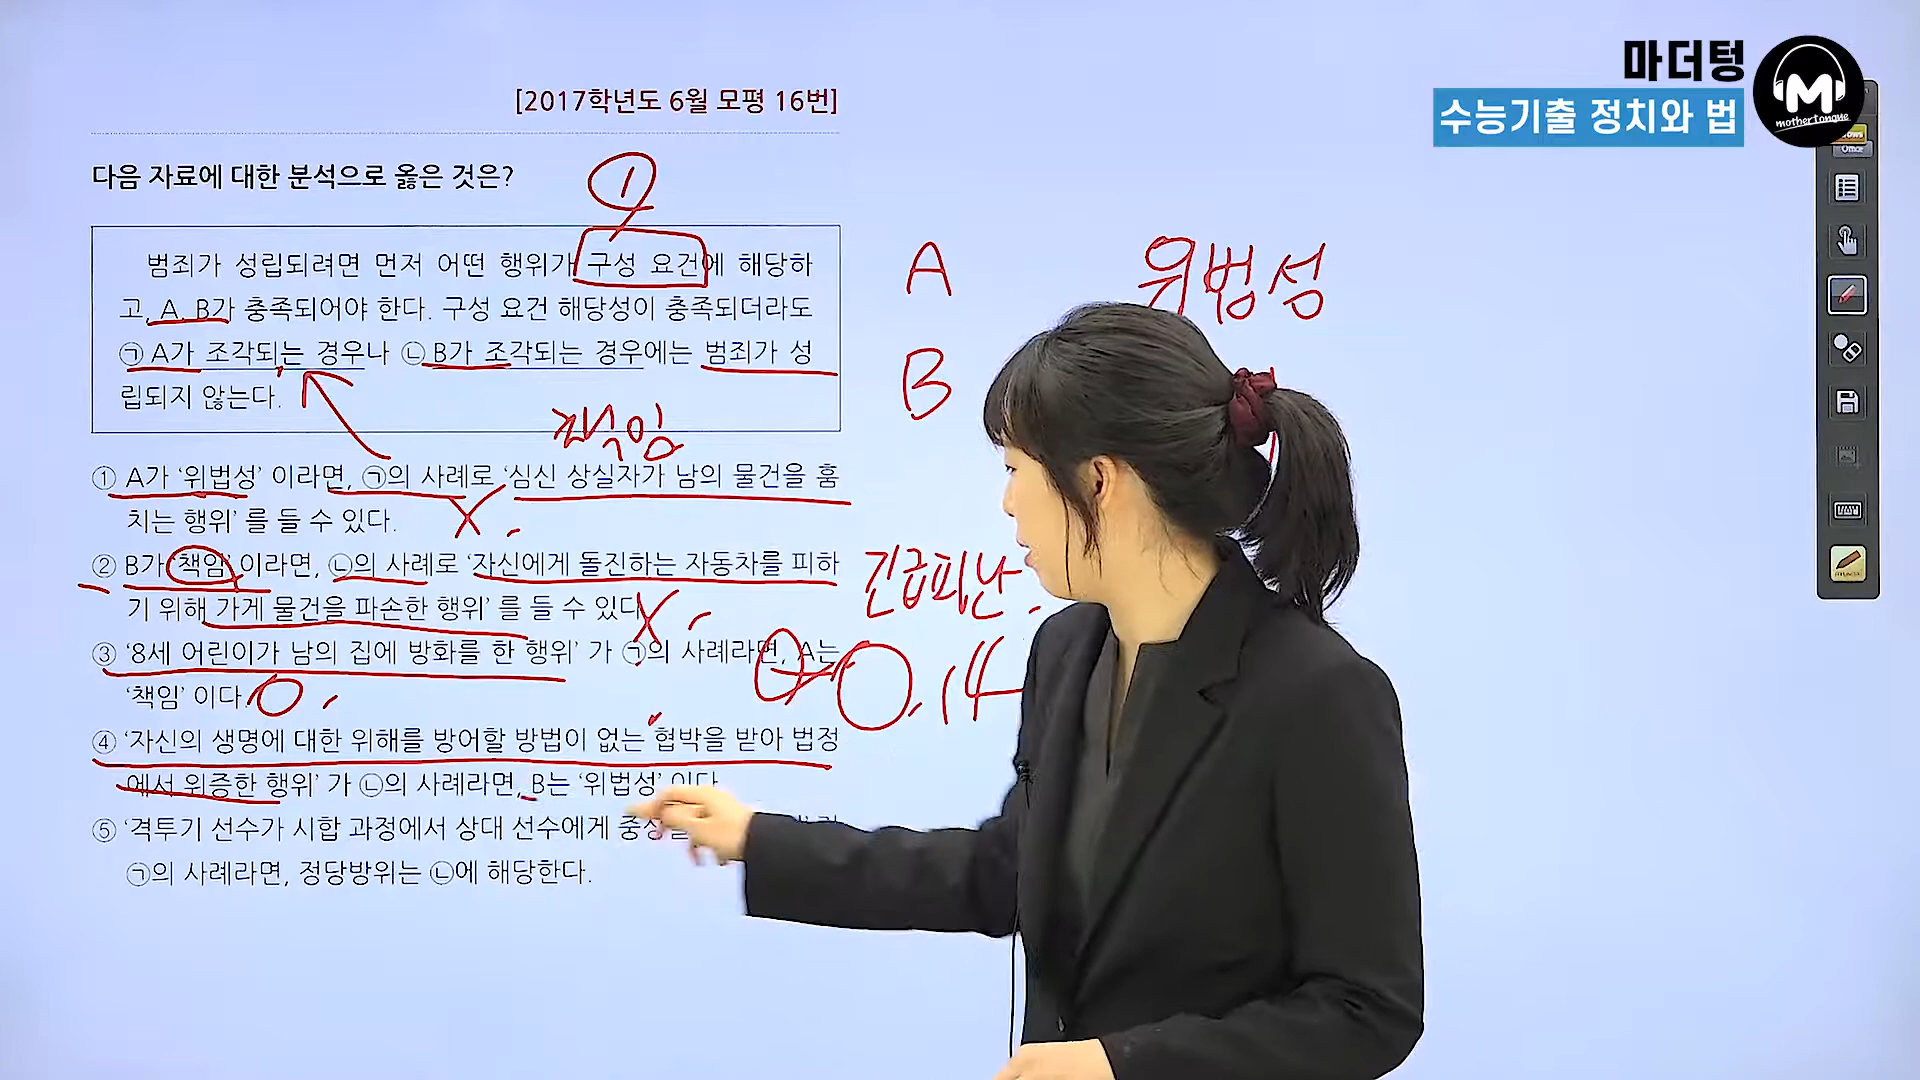 마더텅
수능기출 정치와 법
M
mothertongue
[2017학년도 6월 모평 16번]
다음 자료에 대한 분석으로 옳은 것은?
①
범죄가 성립되려면 먼저 어떤 행위가 구성 요건에 해당하
고, A, B가 충족되어야 한다. 구성 요건 해당성이 충족되더라도
㉠ A가 조각되는 경우나 ㉡ B가 조각되는 경우에는 범죄가 성
립되지 않는다.
A 위법성
B
책임
① A가 ‘위법성’ 이라면, ㉠의 사례로 ‘심신 상실자가 남의 물건을 훔
치는 행위’ 를 들 수 있다.
X
② B가 ‘책임’ 이라면, ㉡의 사례로 ‘자신에게 돌진하는 자동차를 피하
기 위해 가게 물건을 파손한 행위’ 를 들 수 있다
X
긴급피난
③ ‘8세 어린이가 남의 집에 방화를 한 행위’ 가 ㉠의 사례라면, A는
‘책임’ 이다.
14
④ ‘자신의 생명에 대한 위해를 방어할 방법이 없는 협박을 받아 법정
에서 위증한 행위’ 가 ㉡의 사례라면, B는 ‘위법성’ 이다
⑤ ‘격투기 선수가 시합 과정에서 상대 선수에게
㉠의 사례라면, 정당방위는 ㉡에 해당한다.